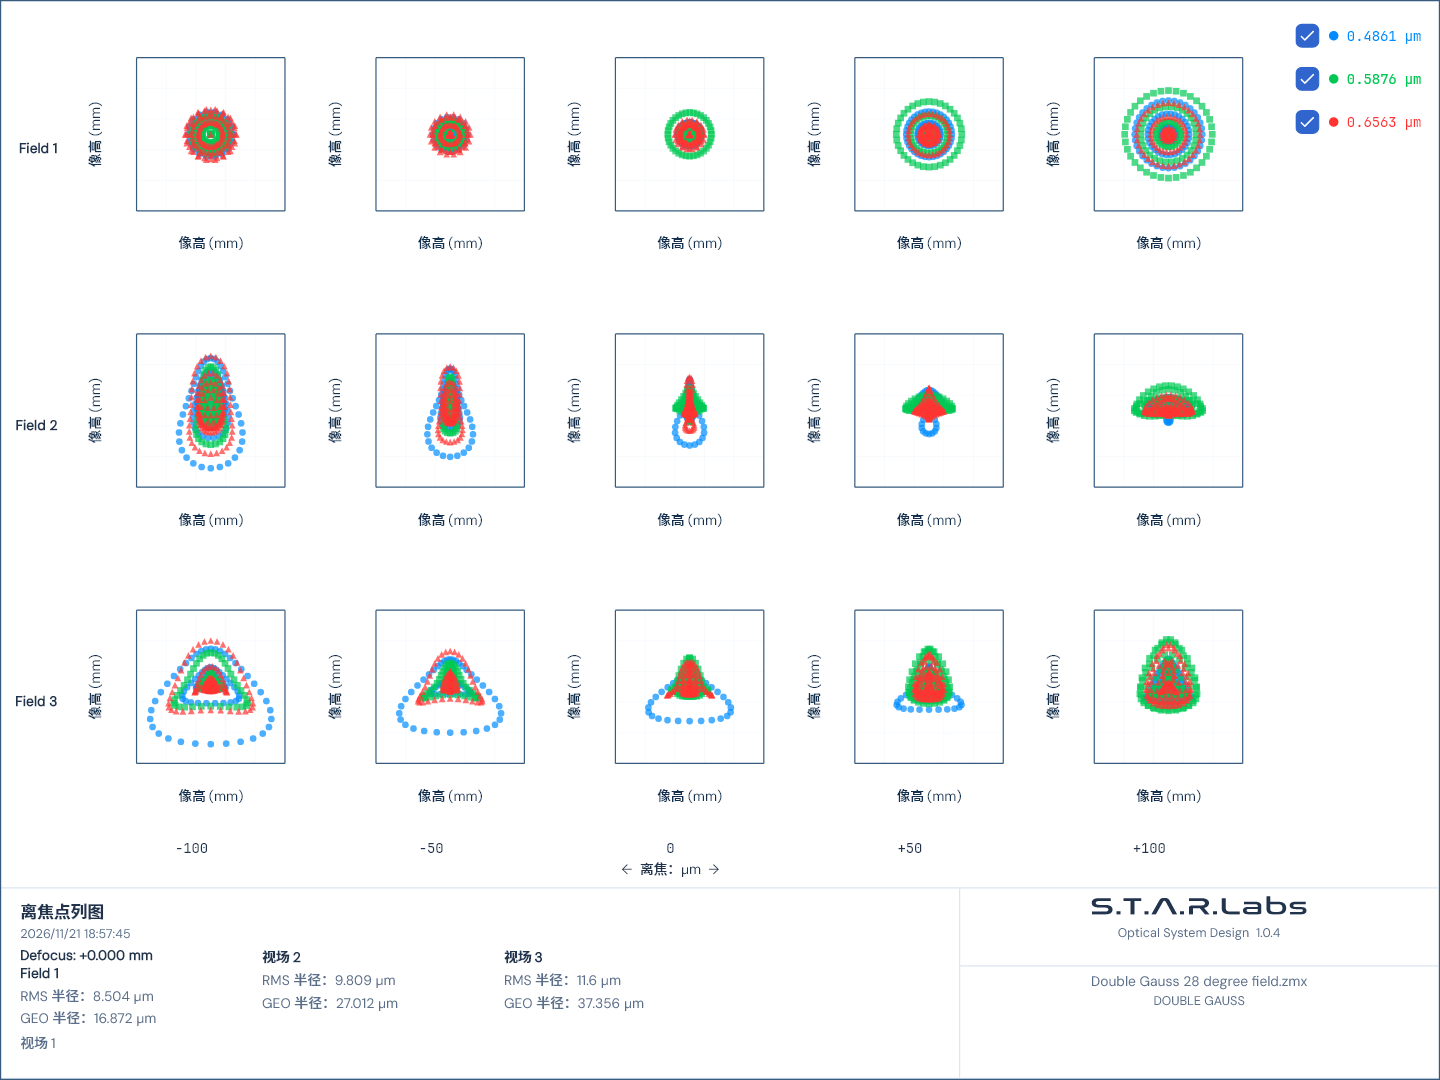 0.4861 µm
0.5876 µm
0.6563 µm
Field 1
像高 (mm)
像高 (mm)
像高 (mm)
像高 (mm)
像高 (mm)
像高 (mm)
像高 (mm)
像高 (mm)
像高 (mm)
像高 (mm)
Field 2
像高 (mm)
像高 (mm)
像高 (mm)
像高 (mm)
像高 (mm)
像高 (mm)
像高 (mm)
像高 (mm)
像高 (mm)
像高 (mm)
Field 3
像高 (mm)
像高 (mm)
像高 (mm)
像高 (mm)
像高 (mm)
像高 (mm)
像高 (mm)
像高 (mm)
像高 (mm)
像高 (mm)
-100 -50 0 +50 +100
← 离焦：µm →
离焦点列图
2026/11/21 18:57:45
Defocus: +0.000 mm
Field 1
RMS 半径：8.504 µm
GEO 半径：16.872 µm
视场 1
视场 2
RMS 半径：9.809 µm
GEO 半径：27.012 µm
视场 3
RMS 半径：11.6 µm
GEO 半径：37.356 µm
S.T.A.R.Labs
Optical System Design 1.0.4
Double Gauss 28 degree field.zmx
DOUBLE GAUSS